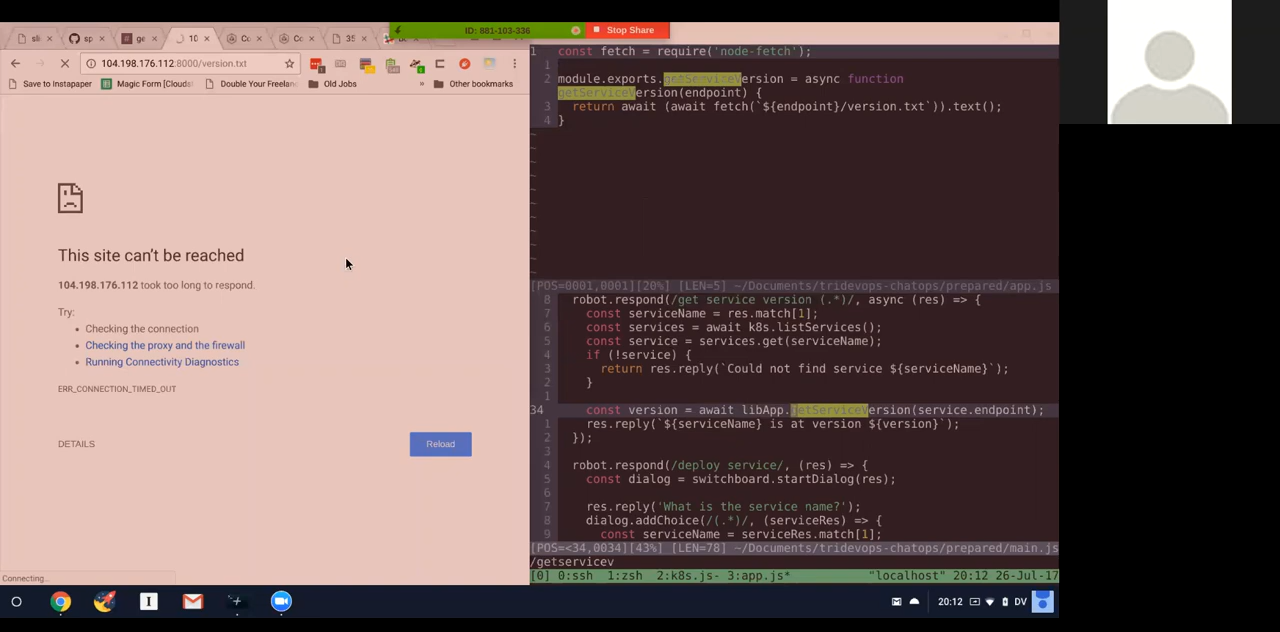 ID: 881-103-336
Stop Share
sli
sp
ge
10
Co
Co
35
104.198.176.112:8000/version.txt
Save to Instapaper
Magic Form [Clouds
Double Your Freelan
Old Jobs
»
Other bookmarks
This site can't be reached
104.198.176.112 took too long to respond.
Try:
• Checking the connection
• Checking the proxy and the firewall
• Running Connectivity Diagnostics
ERR_CONNECTION_TIMED_OUT
DETAILS
Reload
Connecting...
1 const fetch = require('node-fetch');
1
2 module.exports.getServiceVersion = async function
getServiceVersion(endpoint) {
3 return await (await fetch(`${endpoint}/version.txt`)).text();
4 }
~
~
~
~
~
~
~
~
~
~
~
[POS=0001,0001][20%] [LEN=5] ~/Documents/tridevops-chatops/prepared/app.js
8 robot.respond(/get service version (.*)/, async (res) => {
7 const serviceName = res.match[1];
6 const services = await k8s.listServices();
5 const service = services.get(serviceName);
4 if (!service) {
3 return res.reply(`Could not find service ${serviceName}`);
2 }
1
34 const version = await libApp.getServiceVersion(service.endpoint);
1 res.reply(`${serviceName} is at version ${version}`);
2 });
3
4 robot.respond(/deploy service/, (res) => {
5 const dialog = switchboard.startDialog(res);
6
7 res.reply('What is the service name?');
8 dialog.addChoice(/(.*)/, (serviceRes) => {
9 const serviceName = serviceRes.match[1];
[POS=<34,0034][43%] [LEN=78] ~/Documents/tridevops-chatops/prepared/main.js
/getservicev
[0] 0:ssh 1:zsh 2:k8s.js- 3:app.js* "localhost" 20:12 26-Jul-17
20:12
DV